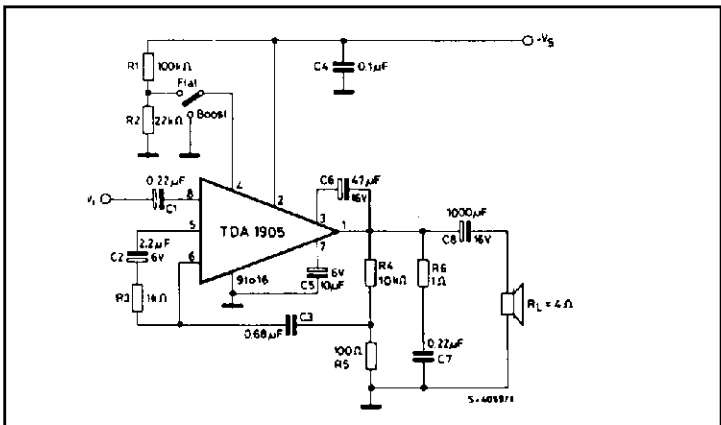 -Vs
R1
100kΩ
Flat
C4
0.1µF
R2
22kΩ
Boost
4
2
C6
47µF
16V
3
0.22µF
Vi
C1
8
1
1000µF
C8
16V
TDA 1905
5
2.2µF
C2
6V
6
7
9 to 16
6V
C5
10µF
R4
10kΩ
R6
1Ω
RL = 4Ω
R3
1kΩ
C3
0.68µF
100Ω
R5
0.22µF
C7